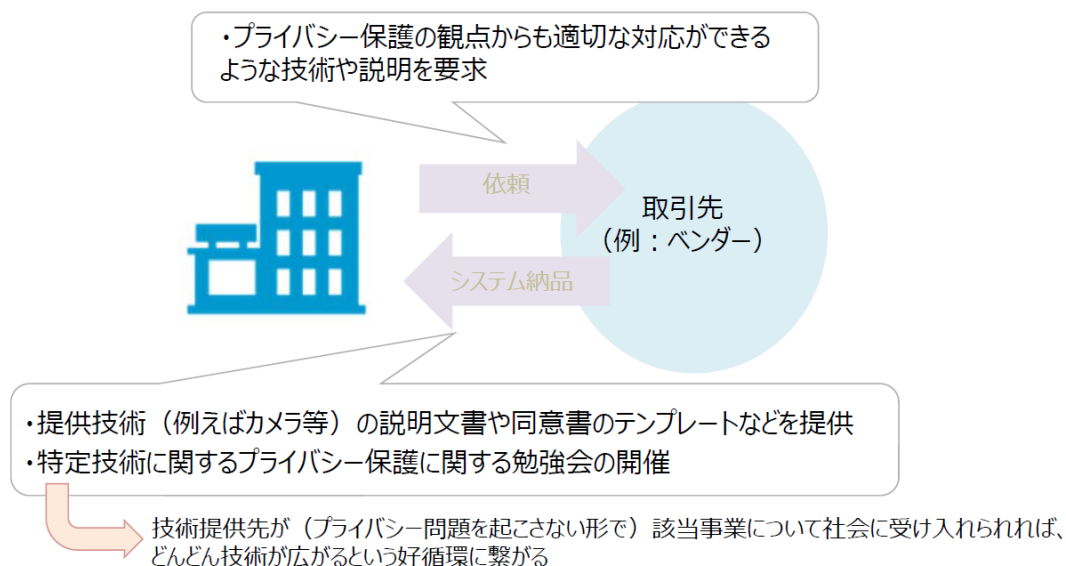 ・プライバシー保護の観点からも適切な対応ができる
ような技術や説明を要求
依頼
取引先
（例：ベンダー）
システム納品
・提供技術（例えばカメラ等）の説明文書や同意書のテンプレートなどを提供
・特定技術に関するプライバシー保護に関する勉強会の開催
技術提供先が（プライバシー問題を起こさない形で）該当事業について社会に受け入れられれば、
どんどん技術が広がるという好循環に繋がる